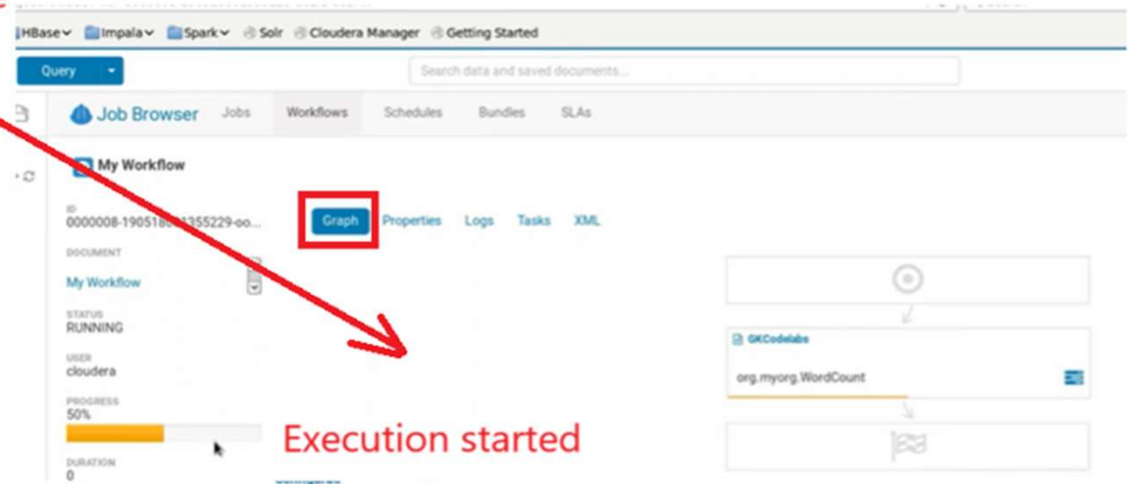 HBase Impala Spark Solr Cloudera Manager Getting Started
Query
Search data and saved documents...
Job Browser Jobs Workflows Schedules Bundles SLAs
My Workflow
ID
Graph Properties Logs Tasks XML
DOCUMENT
My Workflow
STATUS
RUNNING
USER
cloudera
PROGRESS
50%
DURATION
0
GKCodelabs
org.myorg.WordCount
Execution started